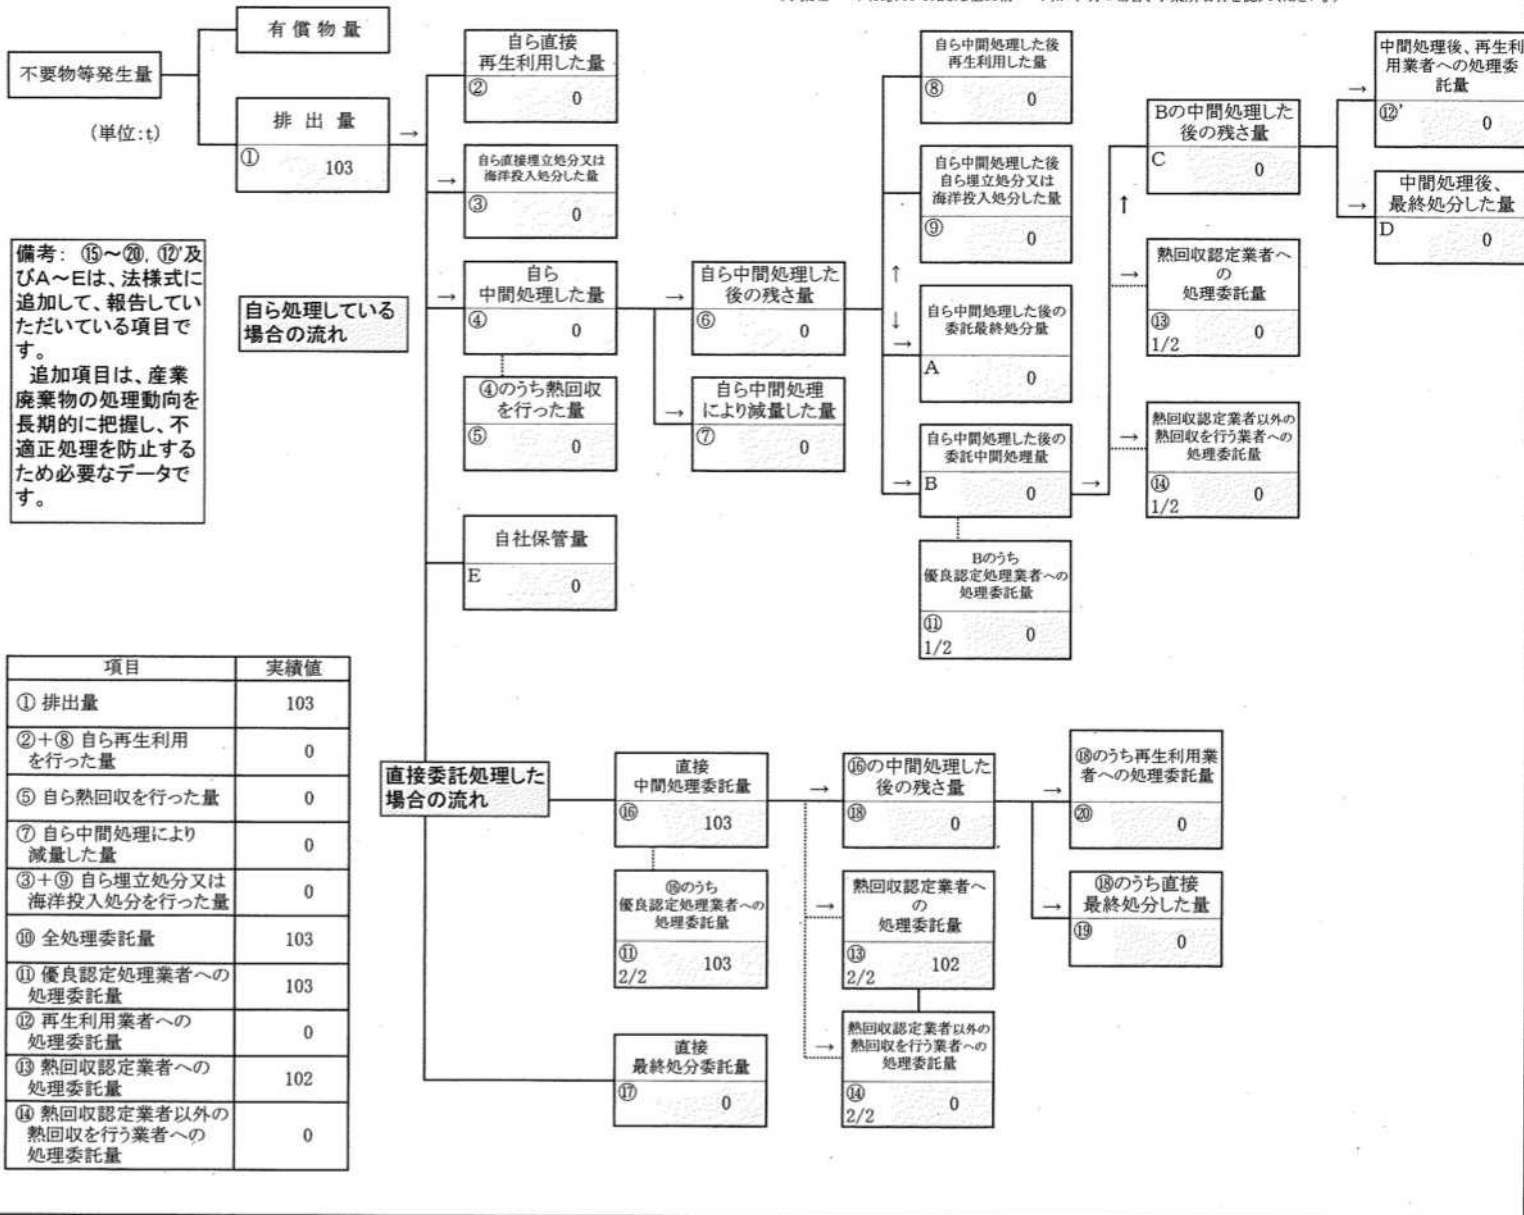 有償物量
不要物等発生量
(単位:t)
排出量
①
103
→
自ら直接
再生利用した量
②
0
→
自ら直接埋立処分又は
海洋投入処分した量
③
0
備考: ⑮～⑳, ⑫'及
びA～Eは、法様式に
追加して、報告してい
ただいている項目で
す。
追加項目は、産業
廃棄物の処理動向を
長期的に把握し、不
適正処理を防止する
ため必要なデータで
す。
自ら処理している
場合の流れ
→
自ら
中間処理した量
④
0
④のうち熱回収
を行った量
⑤
0
→
自ら中間処理した
後の残さ量
⑥
0
→
自ら中間処理
により減量した量
⑦
0
自社保管量
E
0
自ら中間処理した後
再生利用した量
⑧
0
自ら中間処理した後
自ら埋立処分又は
海洋投入処分した量
⑨
0
↑
↓
→
自ら中間処理した後の
委託最終処分量
A
0
→
自ら中間処理した後の
委託中間処理量
B
0
→
Bのうち
優良認定処理業者への
処理委託量
⑪
1/2
0
↑
Bの中間処理した
後の残さ量
C
0
→
中間処理後、再生利
用業者への処理委
託量
⑫'
0
→
中間処理後、
最終処分した量
D
0
→
熱回収認定業者へ
の
処理委託量
⑬
1/2
0
→
熱回収認定業者以外の
熱回収を行う業者への
処理委託量
⑭
1/2
0
項目 実績値
① 排出量 103
②+⑧ 自ら再生利用
を行った量
0
⑤ 自ら熱回収を行った量 0
⑦ 自ら中間処理により
減量した量
0
③+⑨ 自ら埋立処分又は
海洋投入処分を行った量
0
⑩ 全処理委託量 103
⑪ 優良認定処理業者への
処理委託量
103
⑫ 再生利用業者への
処理委託量
0
⑬ 熱回収認定業者への
処理委託量
102
⑭ 熱回収認定業者以外の
熱回収を行う業者への
処理委託量
0
直接委託処理した
場合の流れ
直接
中間処理委託量
⑯
103
⑯のうち
優良認定処理業者への
処理委託量
⑪
2/2
103
直接
最終処分委託量
⑰
0
→
⑯の中間処理した
後の残さ量
⑱
0
→
熱回収認定業者へ
の
処理委託量
⑬
2/2
102
→
熱回収認定業者以外の
熱回収を行う業者への
処理委託量
⑭
2/2
0
→
⑱のうち再生利用業
者への処理委託量
⑳
0
→
⑱のうち直接
最終処分した量
⑲
0